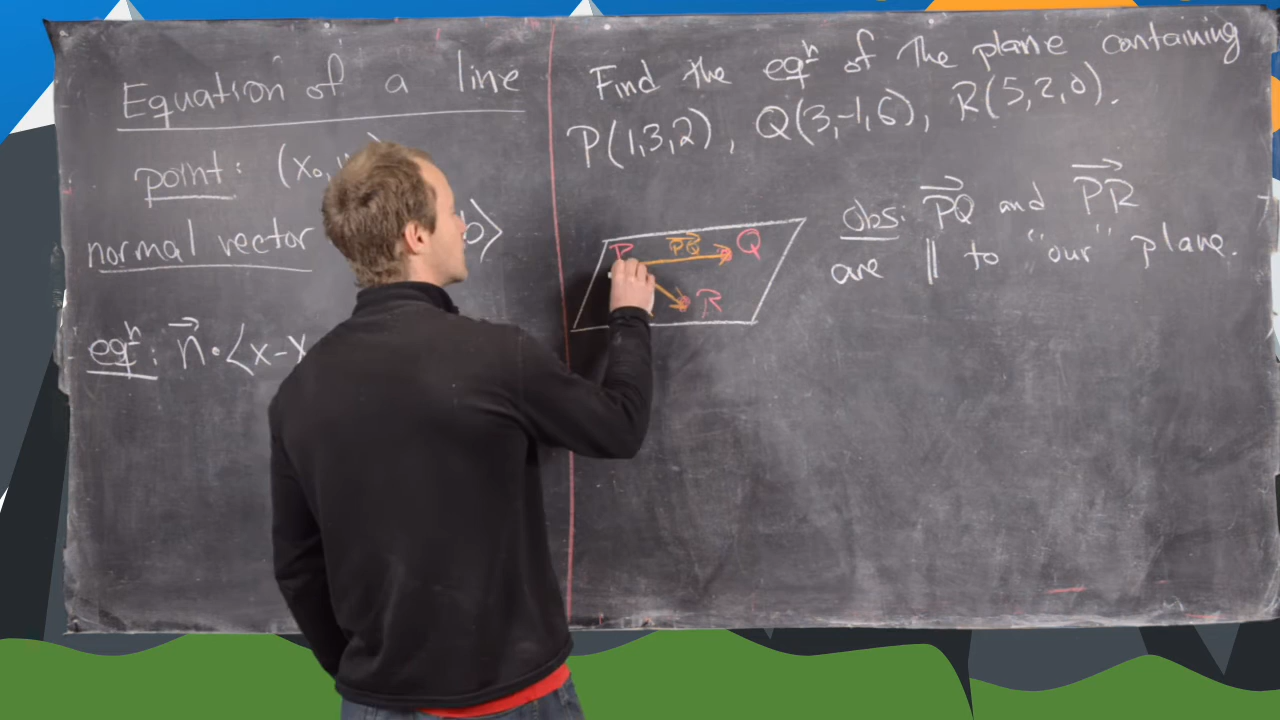 Equation of a line
point: (x₀,
normal vector
eqⁿ: n⃗·⟨x-x
Find the eqⁿ of the plane containing
P(1,3,2), Q(3,-1,6), R(5,2,0).
P PQ Q
R
obs: PQ and PR
are ∥ to "our" plane.